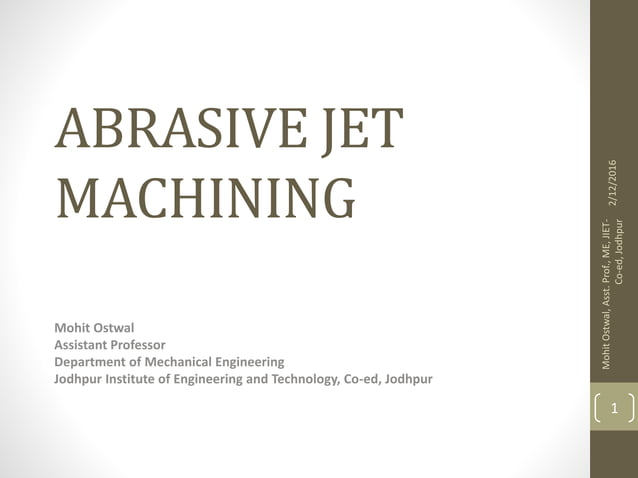 ABRASIVE JET
MACHINING
Mohit Ostwal
Assistant Professor
Department of Mechanical Engineering
Jodhpur Institute of Engineering and Technology, Co-ed, Jodhpur
2/12/2016
Mohit Ostwal, Asst. Prof., ME, JIET-
Co-ed, Jodhpur
1